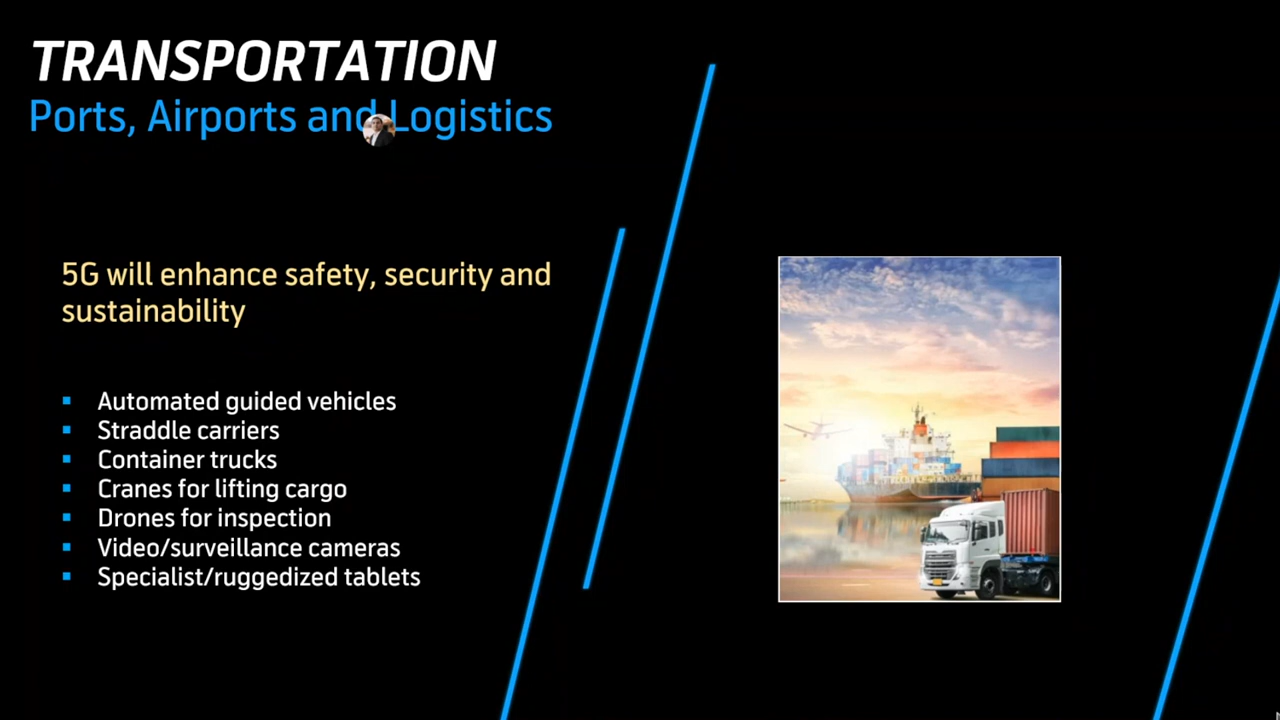 TRANSPORTATION
Ports, Airports and Logistics
5G will enhance safety, security and
sustainability
Automated guided vehicles
Straddle carriers
Container trucks
Cranes for lifting cargo
Drones for inspection
Video/surveillance cameras
Specialist/ruggedized tablets